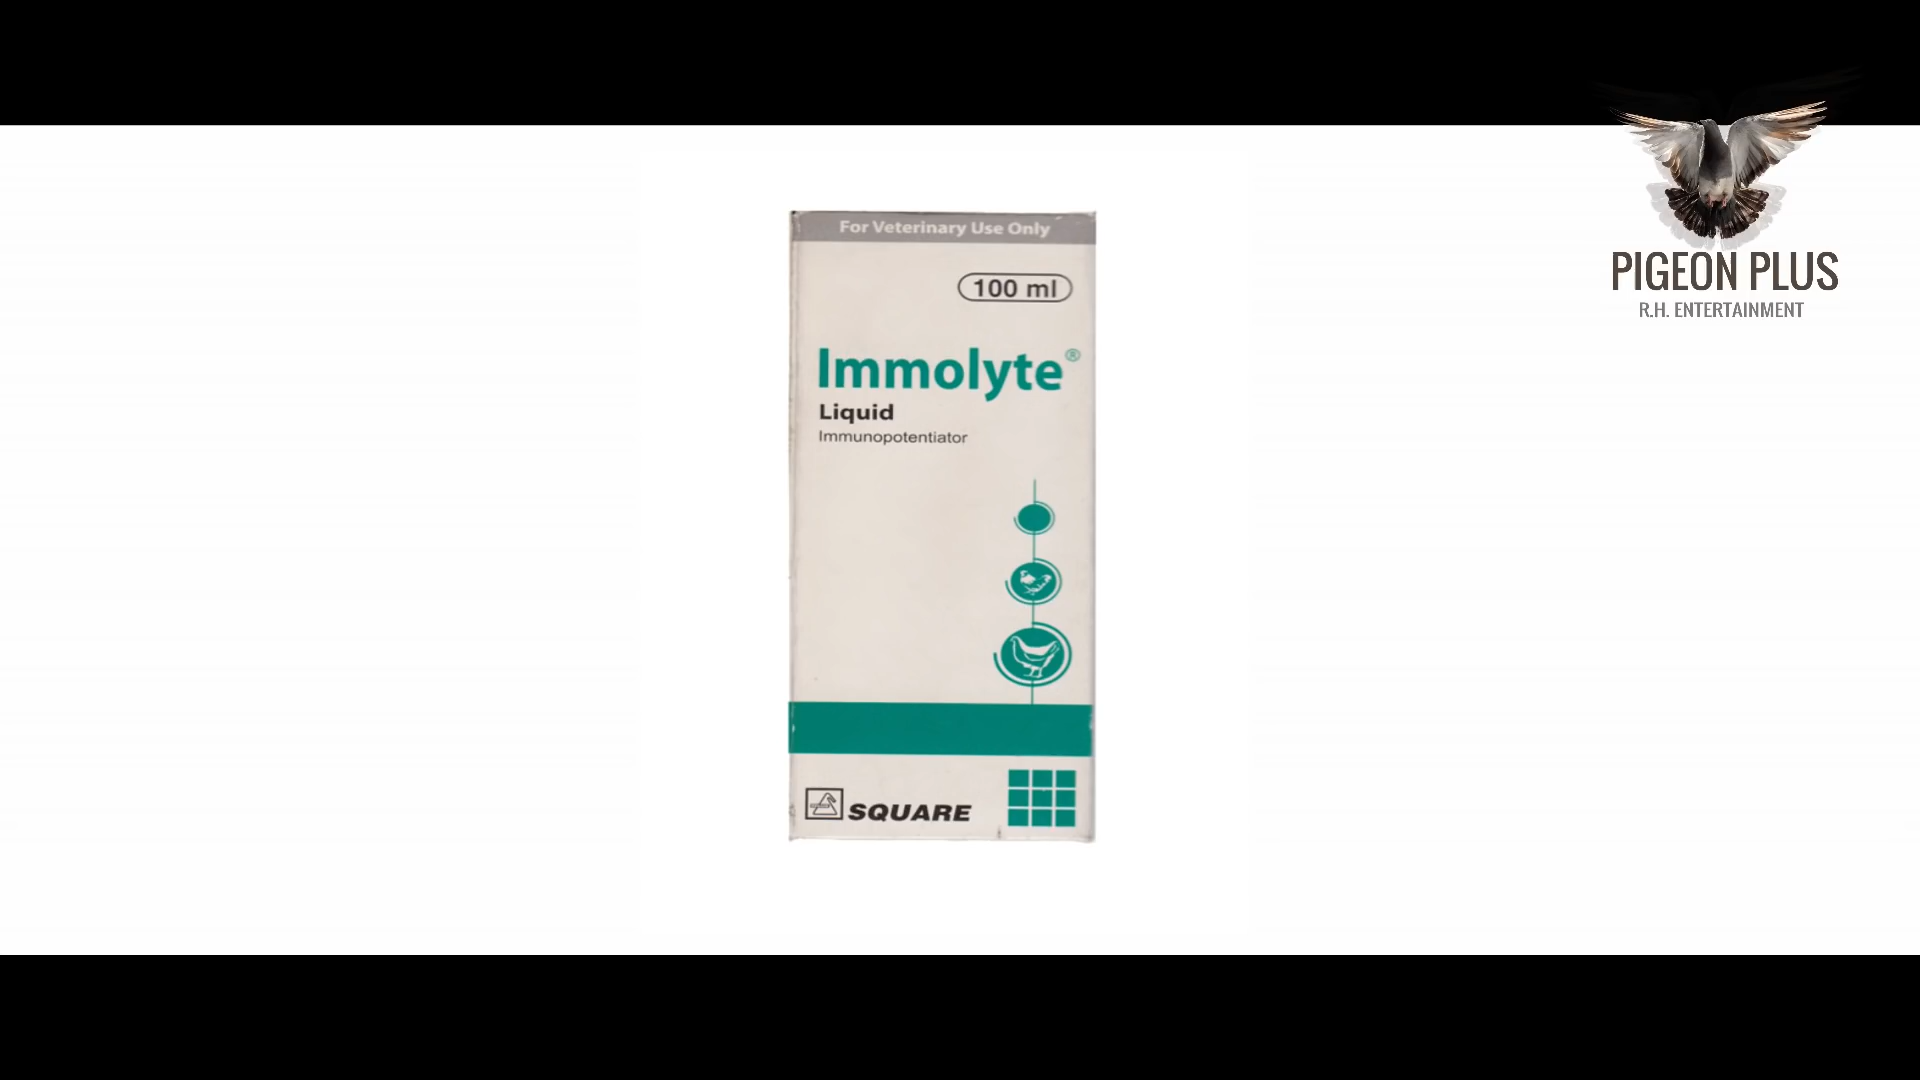 For Veterinary Use Only
100 ml
Immolyte®
Liquid
Immunopotentiator
SQUARE
PIGEON PLUS
R.H. ENTERTAINMENT